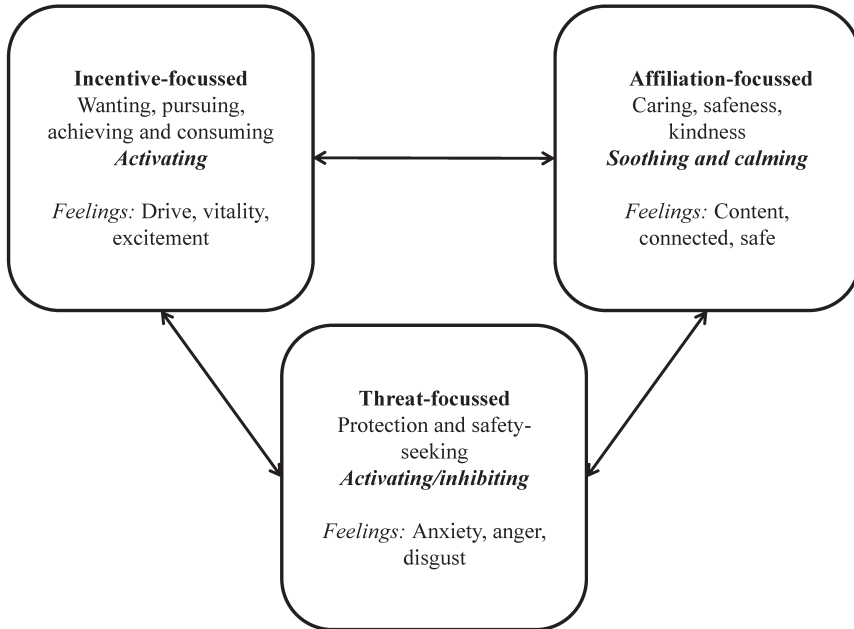 Incentive-focussed
Wanting, pursuing,
achieving and consuming
Activating
Feelings: Drive, vitality,
excitement
Affiliation-focussed
Caring, safeness,
kindness
Soothing and calming
Feelings: Content,
connected, safe
Threat-focussed
Protection and safety-
seeking
Activating/inhibiting
Feelings: Anxiety, anger,
disgust